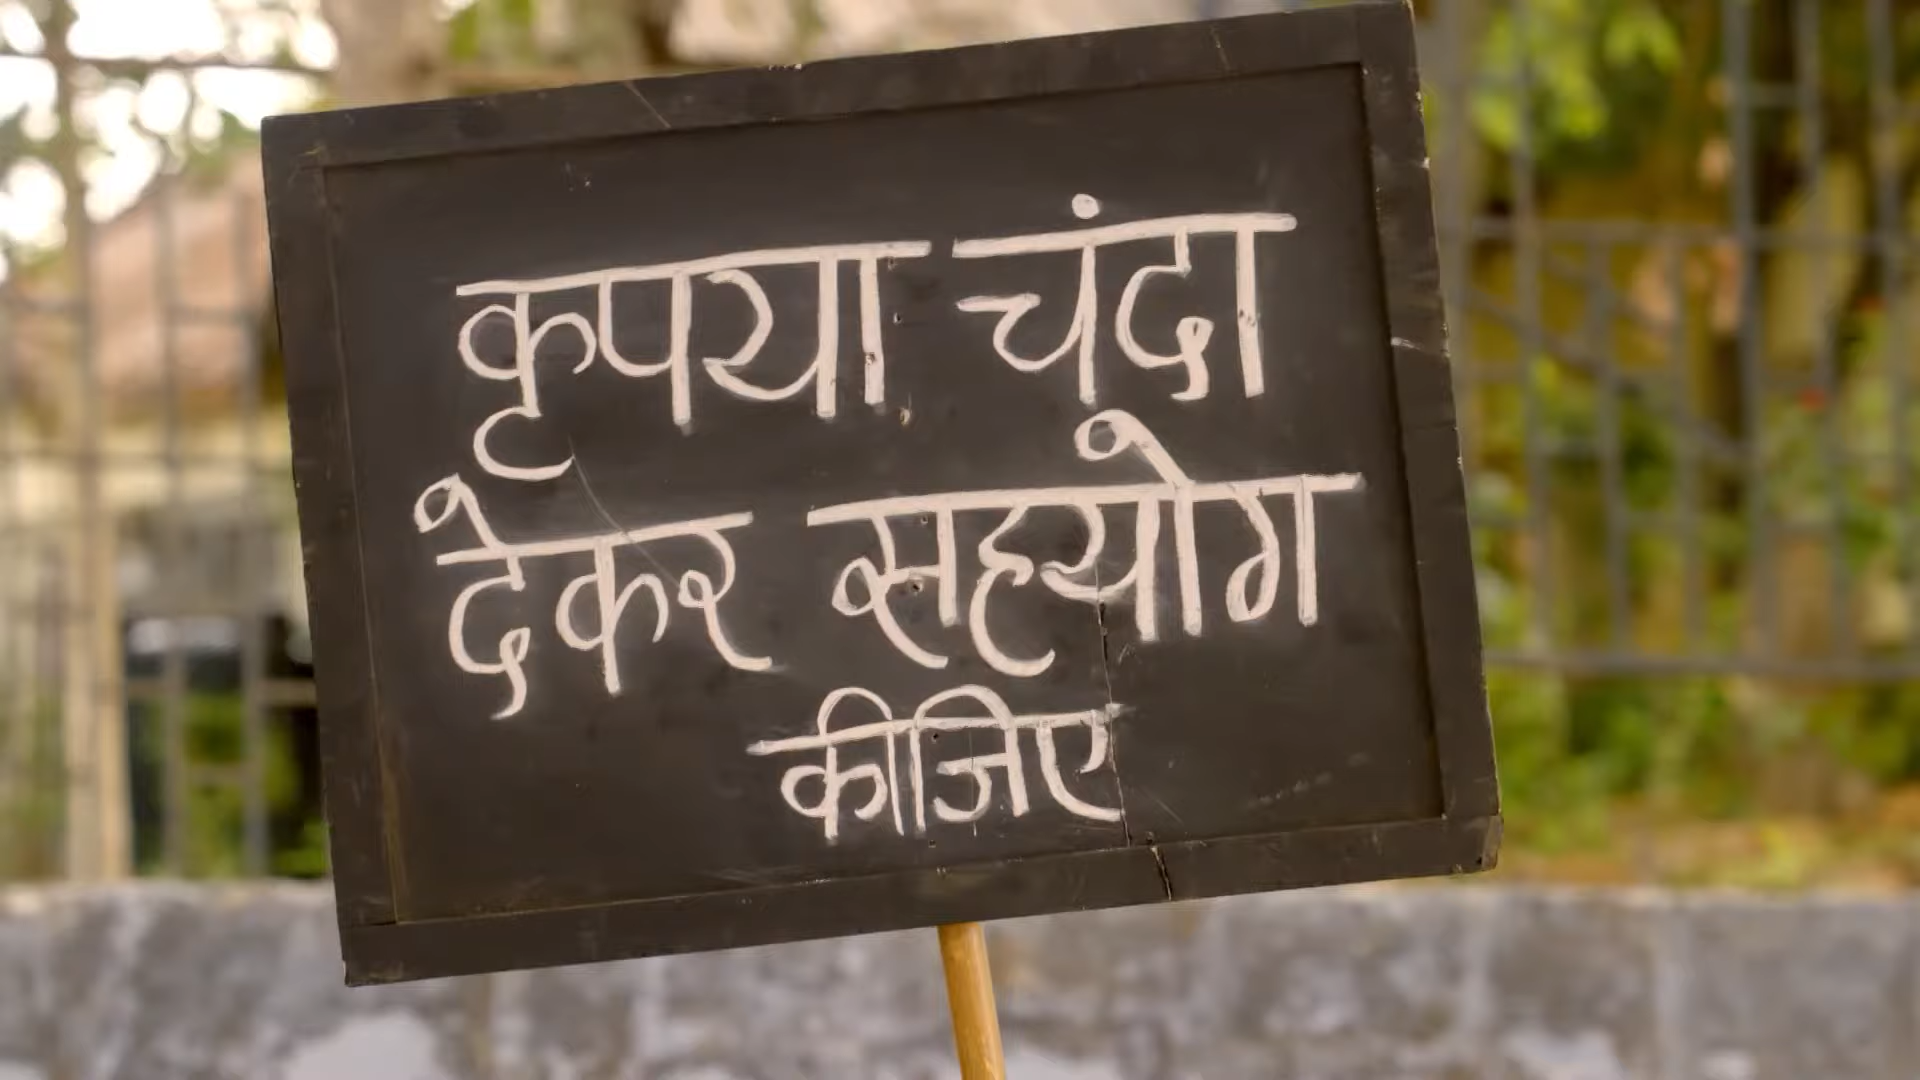 कृपया चंदा
देकर सहयोग
कीजिए